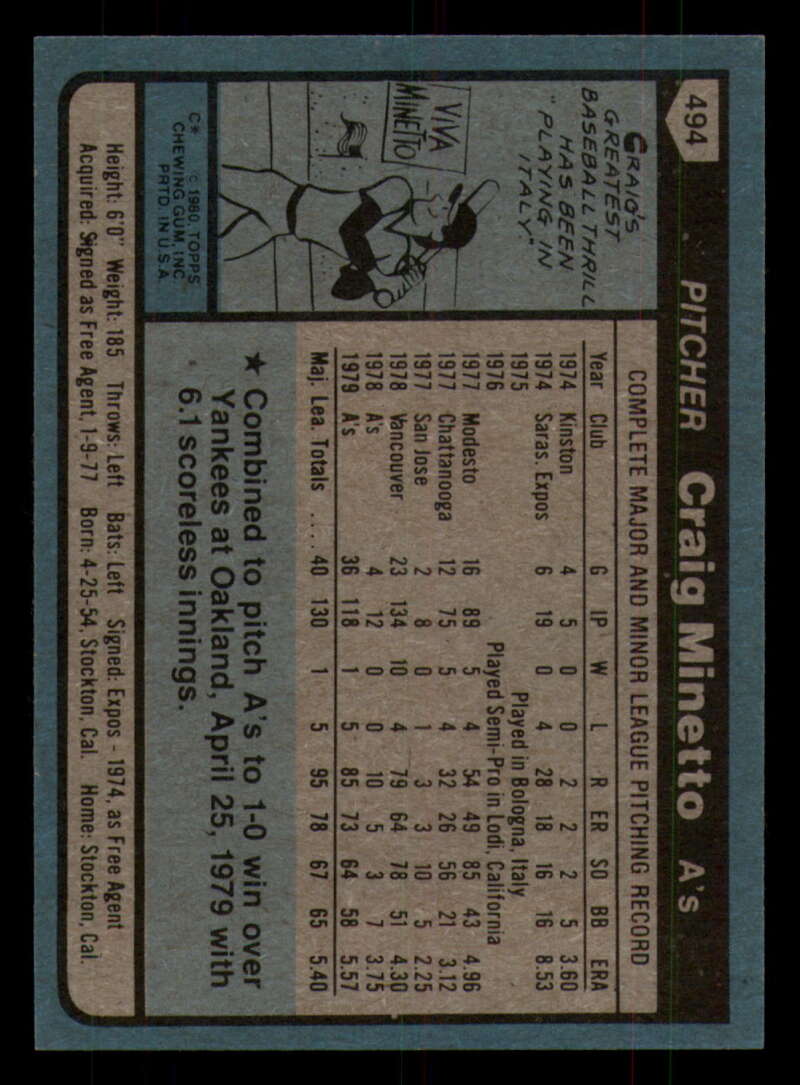 494
PITCHER Craig Minetto A's
CRAIG'S
GREATEST
BASEBALL THRILL
HAS BEEN
"PLAYING IN
ITALY"
VIVA
MINETTO
C* © 1980 TOPPS
CHEWING GUM, INC.
PRTD. IN U.S.A.
COMPLETE MAJOR AND MINOR LEAGUE PITCHING RECORD
Year Club G IP W L R ER SO BB ERA
1974 Kinston 4 5 0 0 2 2 2 5 3.60
1974 Saras. Expos 6 19 0 4 28 18 16 16 8.53
1975 Played in Bologna, Italy
1976 Played Semi-Pro in Lodi, California
1977 Modesto 16 89 5 4 54 49 85 43 4.96
1977 Chattanooga 12 75 5 4 32 26 56 21 3.12
1977 San Jose 2 8 0 1 3 3 10 5 2.25
1978 Vancouver 23 134 10 4 79 64 78 51 4.30
1978 A's 4 12 0 0 10 5 3 7 3.75
1979 A's 36 118 1 5 85 73 64 58 5.57
Maj. Lea. Totals .... 40 130 1 5 95 78 67 65 5.40
★ Combined to pitch A's to 1-0 win over
Yankees at Oakland, April 25, 1979 with
6.1 scoreless innings.
Height: 6'0" Weight: 185 Throws: Left Bats: Left Signed: Expos - 1974, as Free Agent
Acquired: Signed as Free Agent, 1-9-77 Born: 4-25-54, Stockton, Cal. Home: Stockton, Cal.